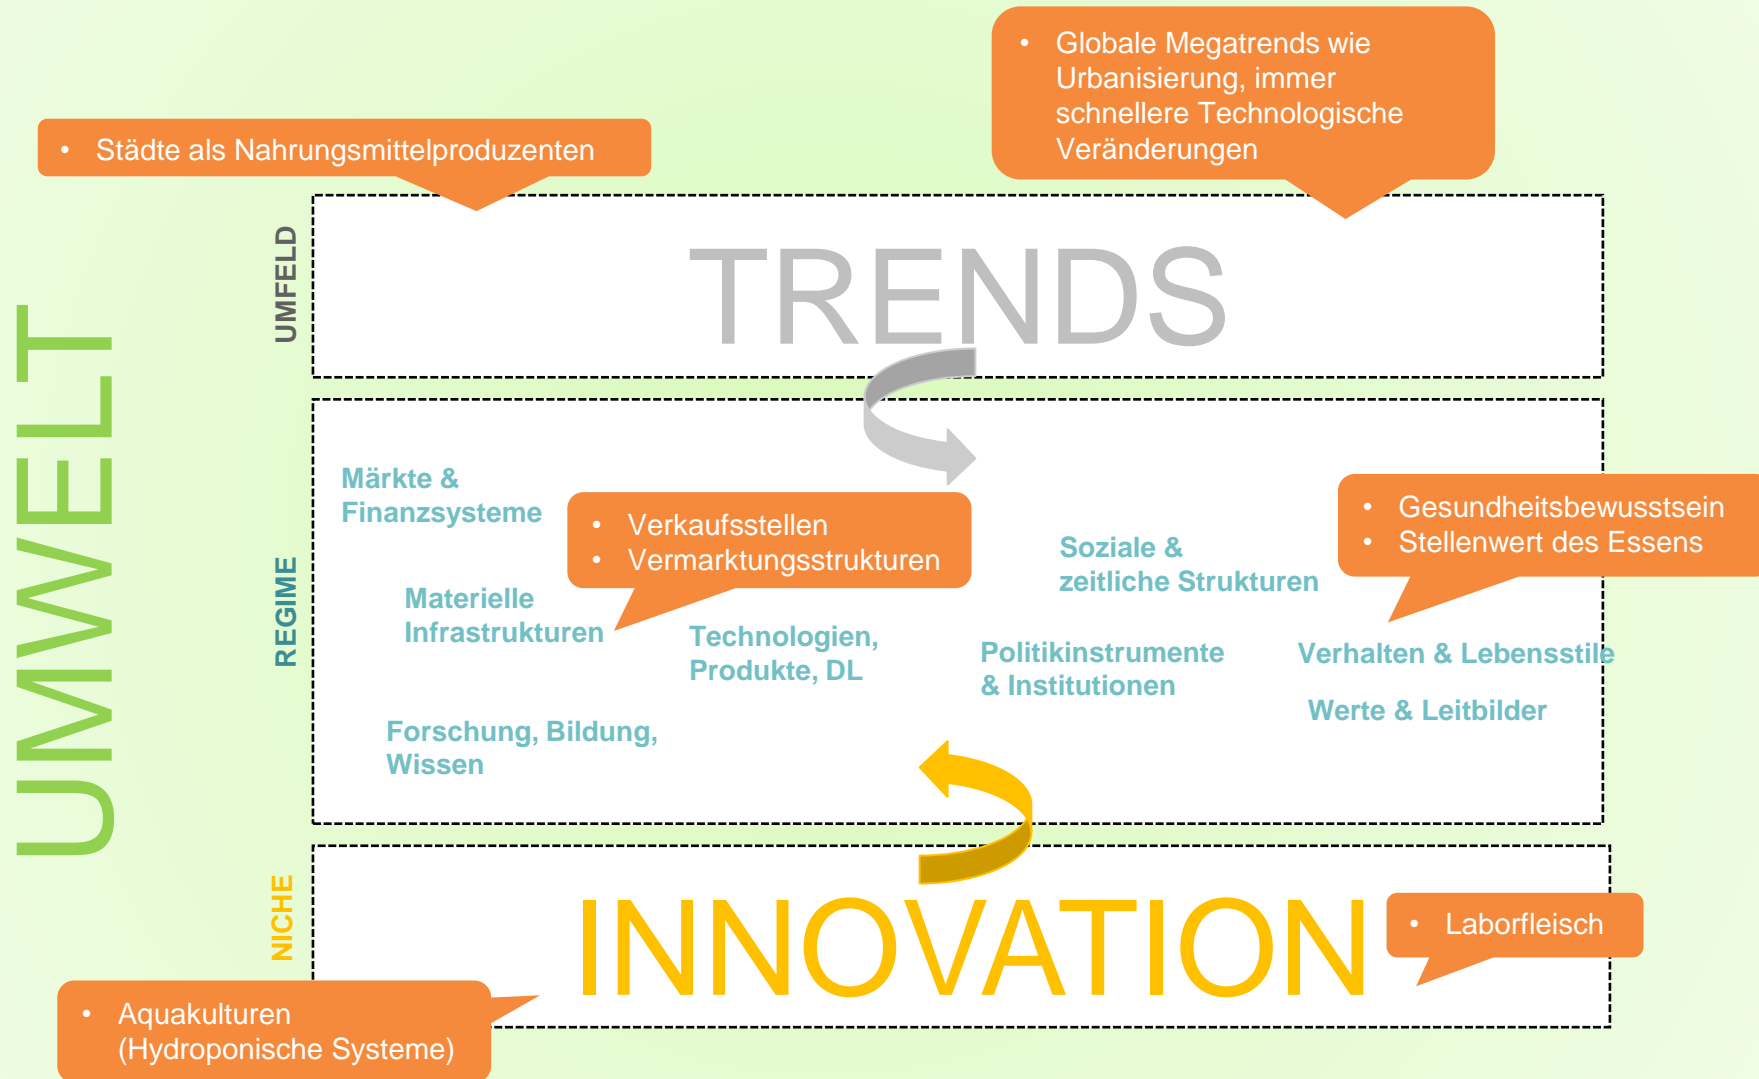 • Globale Megatrends wie
Urbanisierung, immer
schnellere Technologische
Veränderungen
• Städte als Nahrungsmittelproduzenten
UMWELT
UMFELD
TRENDS
REGIME
Märkte &
Finanzsysteme
• Verkaufsstellen
• Vermarktungsstrukturen
• Gesundheitsbewusstsein
• Stellenwert des Essens
Soziale &
zeitliche Strukturen
Materielle
Infrastrukturen
Technologien,
Produkte, DL
Politikinstrumente
& Institutionen
Verhalten & Lebensstile
Werte & Leitbilder
Forschung, Bildung,
Wissen
NICHE
INNOVATION
• Laborfleisch
• Aquakulturen
(Hydroponische Systeme)